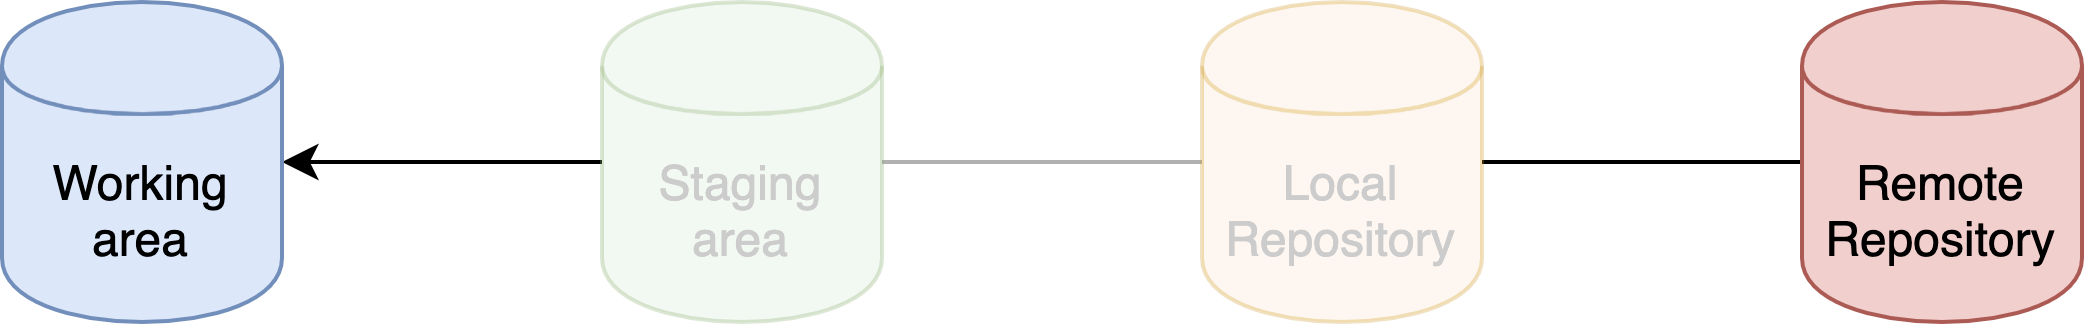 Working
area
Staging
area
Local
Repository
Remote
Repository